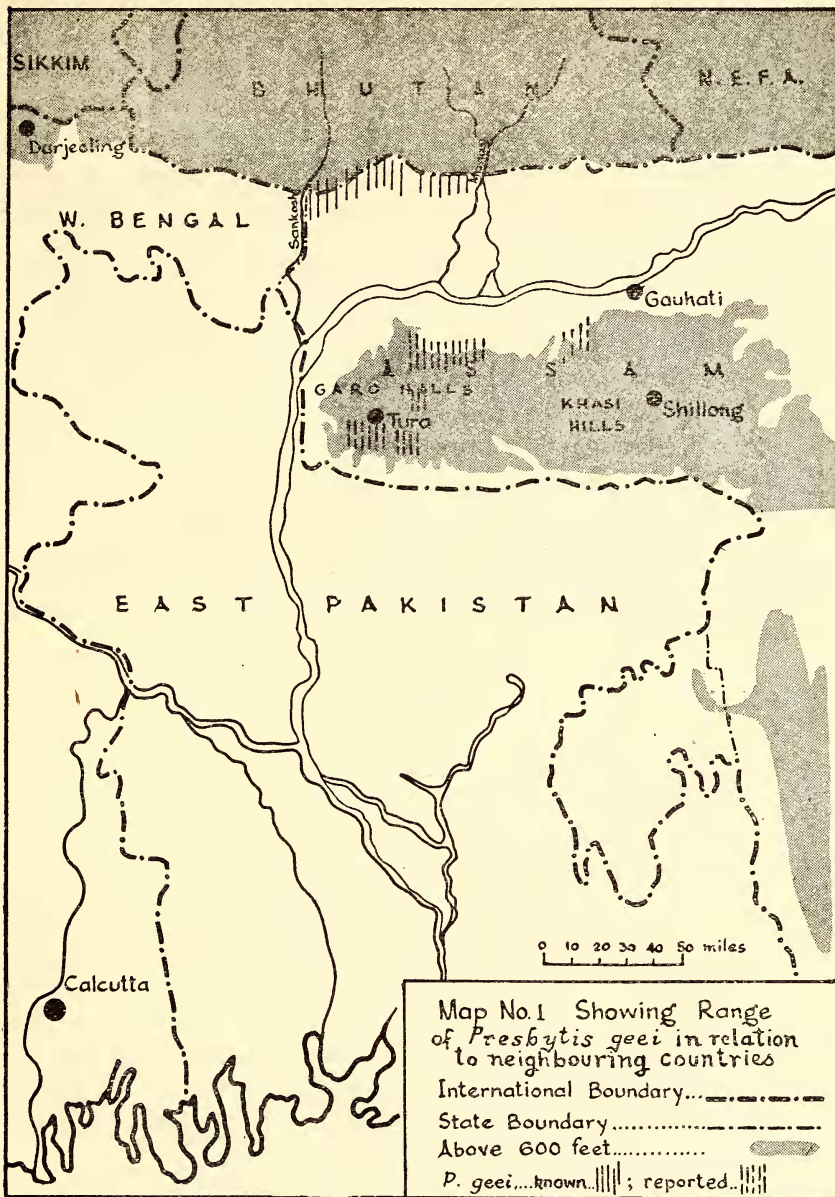 SIKKIM
BHUTAN
N.E.F.A.
Darjeeling
W. BENGAL
Sankosh
Gauhati
ASSAM
GARO HILLS
KHASI
HILLS
Tura
Shillong
EAST PAKISTAN
0 10 20 30 40 50 miles
Calcutta
Map No.1 Showing Range
of Presbytis geei in relation
to neighbouring countries
International Boundary...
State Boundary............
Above 600 feet.............
P. geei....known..; reported..